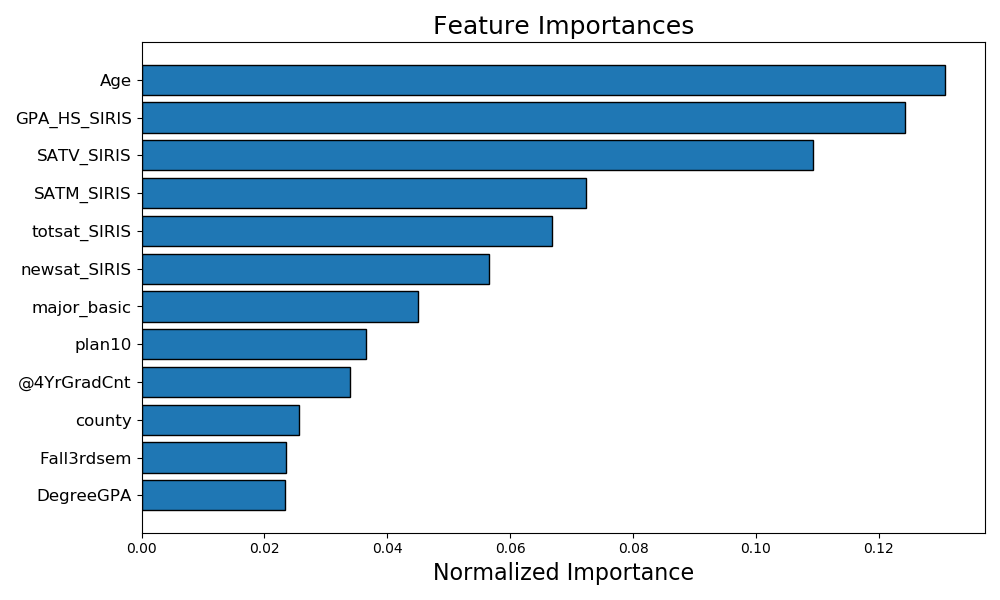 Feature Importances
Age
GPA_HS_SIRIS
SATV_SIRIS
SATM_SIRIS
totsat_SIRIS
newsat_SIRIS
major_basic
plan10
@4YrGradCnt
county
Fall3rdsem
DegreeGPA
0.00 0.02 0.04 0.06 0.08 0.10 0.12
Normalized Importance